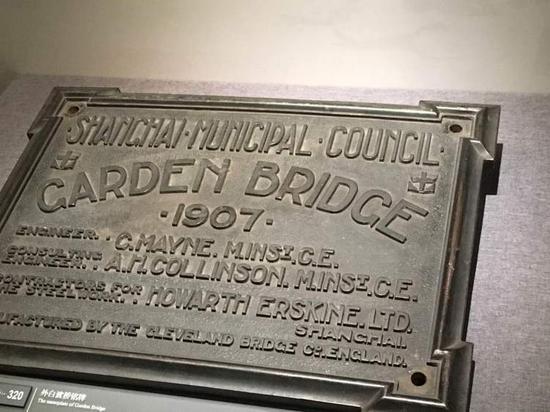 SHANGHAI · MUNICIPAL · COUNCIL ·
GARDEN BRIDGE
· 1907 ·
ENGINEER. : C. MAYNE. M. INST. C. E.
CONSULTING ENGINEER. : A. H. COLLINSON. M. INST. C. E.
CONTRACTORS FOR THE STEELWORK. : HOWARTH ERSKINE. LTD.
SHANGHAI.
MANUFACTURED BY THE CLEVELAND BRIDGE CO. ENGLAND.
320
外白渡桥铭牌
The nameplate of Garden Bridge